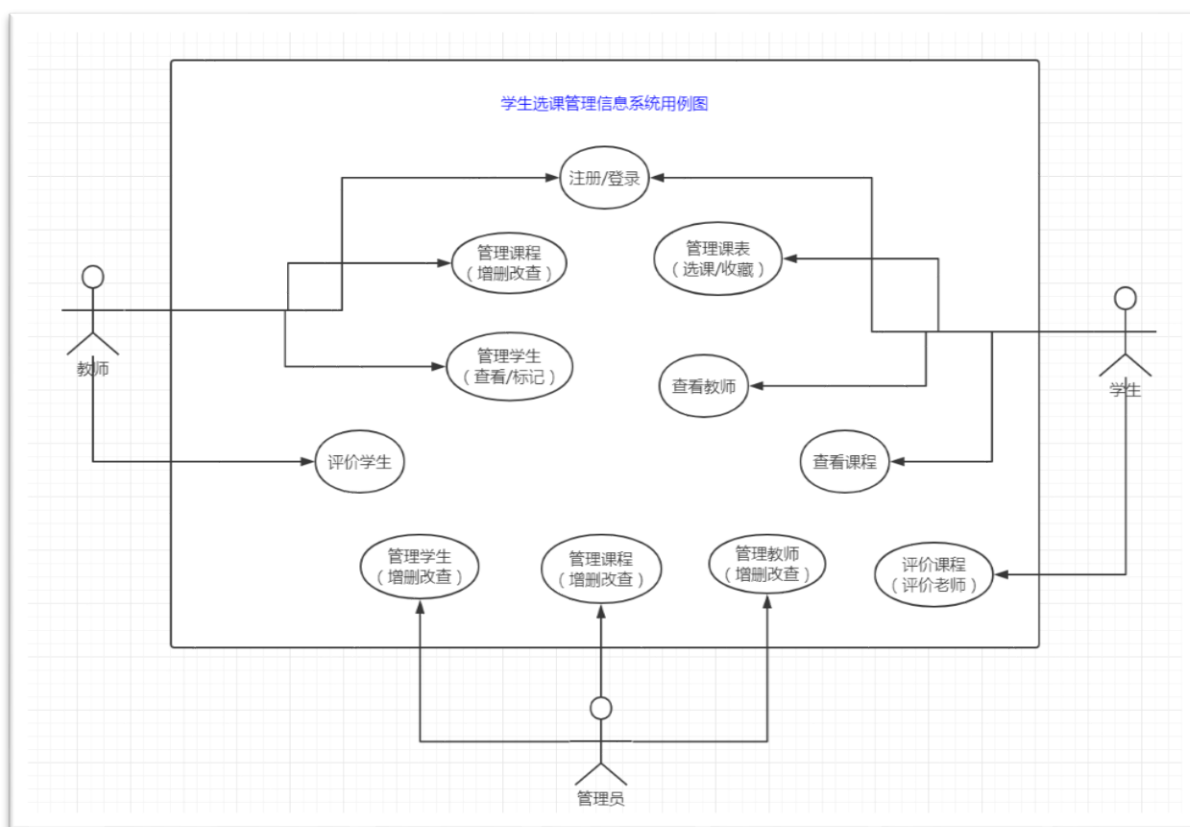 学生选课管理信息系统用例图
注册/登录
管理课程
（增删改查）
管理课表
（选课/收藏）
管理学生
（查看/标记）
查看教师
教师
学生
评价学生
查看课程
管理学生
（增删改查）
管理课程
（增删改查）
管理教师
（增删改查）
评价课程
（评价老师）
管理员